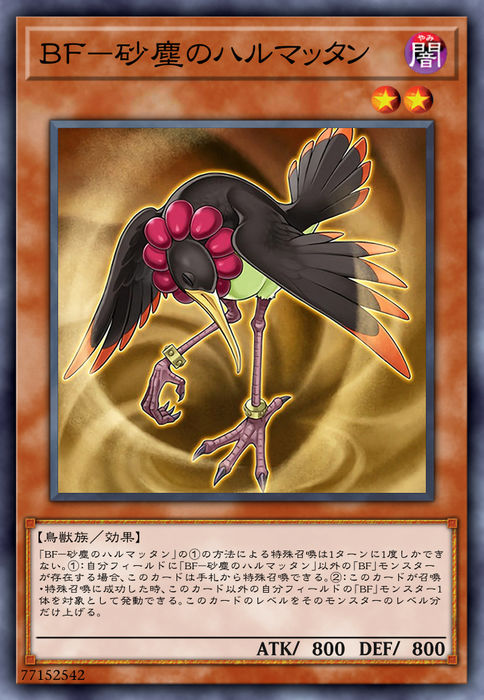 BF－砂塵のハルマッタン
やみ
闇
【鳥獣族／効果】
「BF－砂塵のハルマッタン」の①の方法による特殊召喚は1ターンに1度しかでき
ない。①：自分フィールドに「BF－砂塵のハルマッタン」以外の「BF」モンスター
が存在する場合、このカードは手札から特殊召喚できる。②：このカードが召喚
・特殊召喚に成功した時、このカード以外の自分フィールドの「BF」モンスター1
体を対象として発動できる。このカードのレベルをそのモンスターのレベル分
だけ上げる。
ATK/ 800 DEF/ 800
77152542